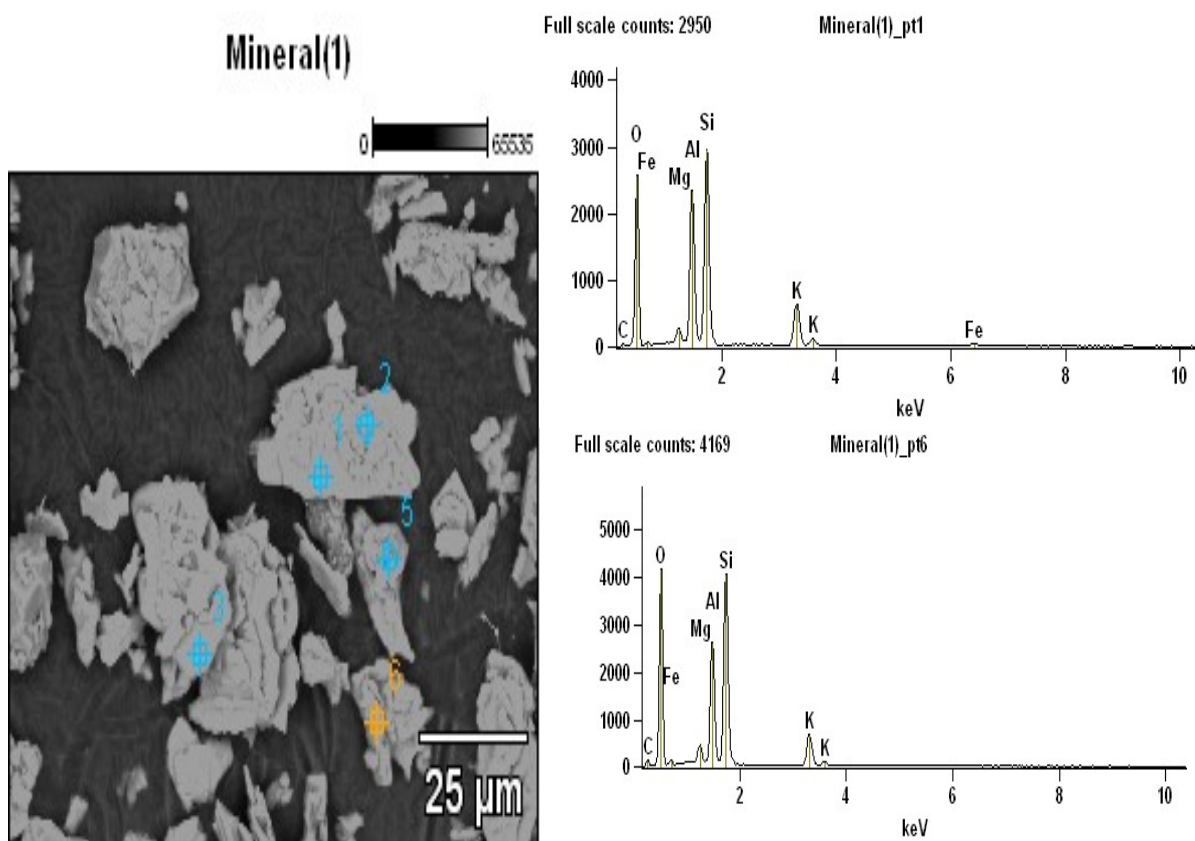 Mineral(1)
0 65535
2
1
5
3
6
25 µm
Full scale counts: 2950 Mineral(1)_pt1
4000
3000
2000
1000
0
O
Fe
Mg
Al
Si
C
K
K
Fe
2 4 6 8 10
keV
Full scale counts: 4169 Mineral(1)_pt6
5000
4000
3000
2000
1000
0
O
Fe
Mg
Al
Si
C
K
K
2 4 6 8 10
keV